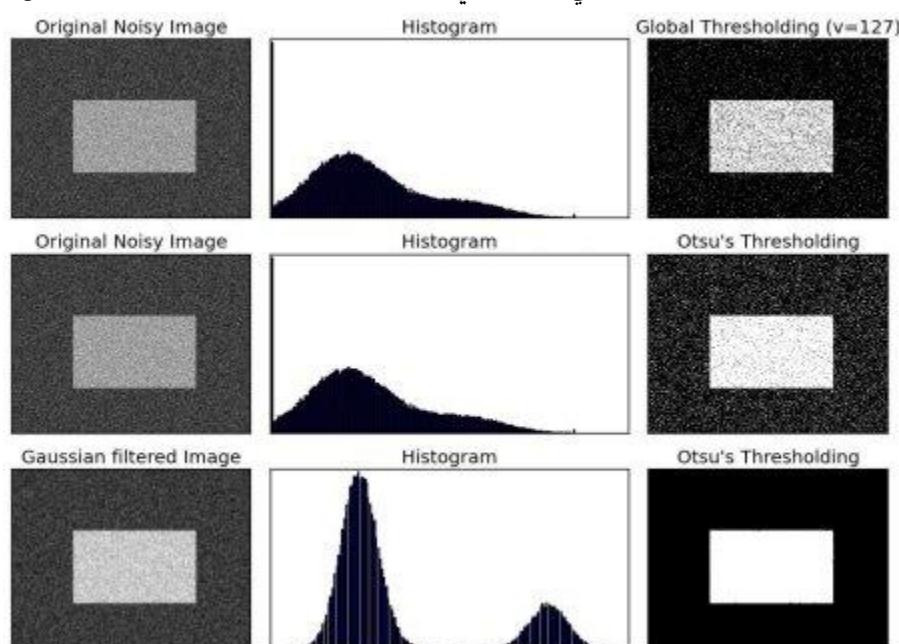 Original Noisy Image Histogram Global Thresholding (v=127)
Original Noisy Image Histogram Otsu's Thresholding
Gaussian filtered Image Histogram Otsu's Thresholding